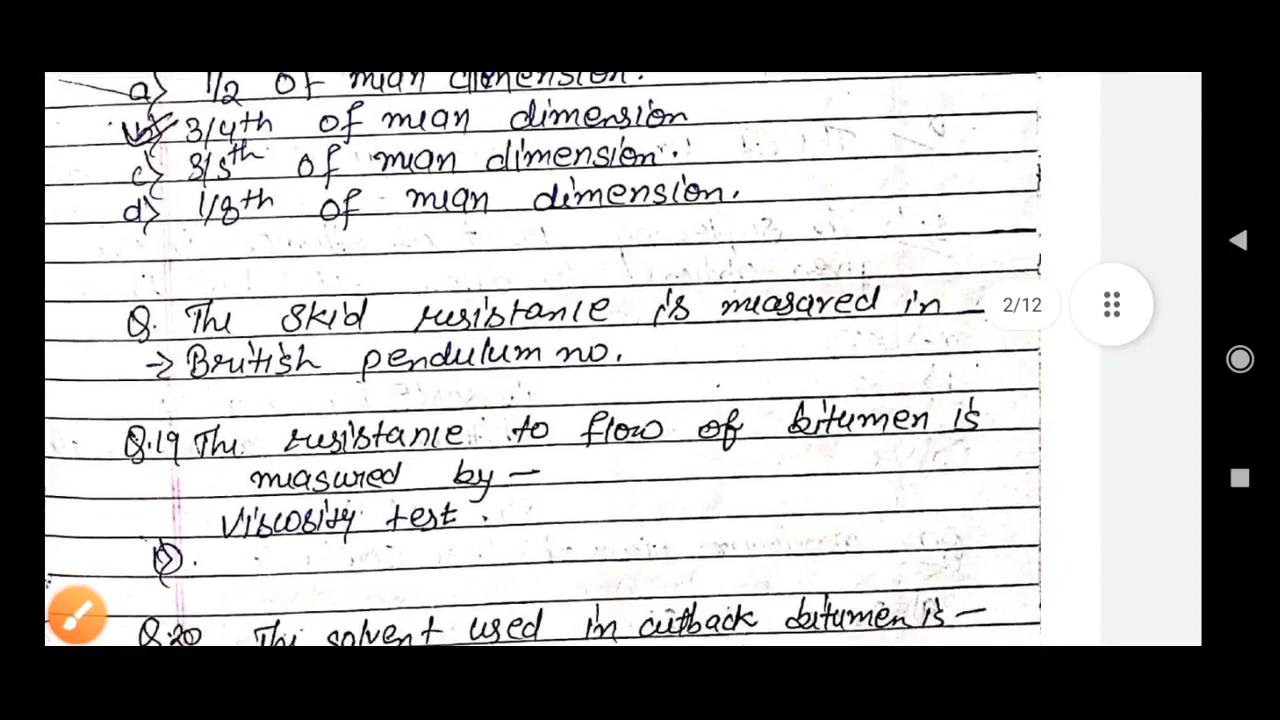 a) 1/2 of mean dimension.
b) 3/4th of mean dimension
c) 3/5th of mean dimension.
d) 1/8th of mean dimension.
Q. The skid resistance is measured in —
→ British pendulum no.
2/12
Q.19 The resistance to flow of bitumen is
measured by —
Viscosity test.
Q.20 The solvent used in cutback bitumen is —